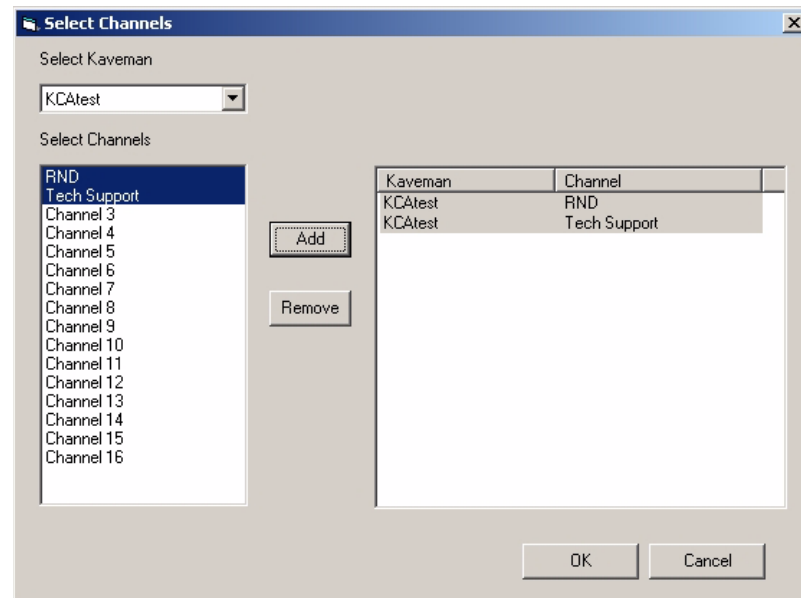 Select Channels
Select Kaveman
KCAtest
Select Channels
RND
Tech Support
Channel 3
Channel 4
Channel 5
Channel 6
Channel 7
Channel 8
Channel 9
Channel 10
Channel 11
Channel 12
Channel 13
Channel 14
Channel 15
Channel 16
Add
Remove
Kaveman Channel
KCAtest RND
KCAtest Tech Support
OK Cancel